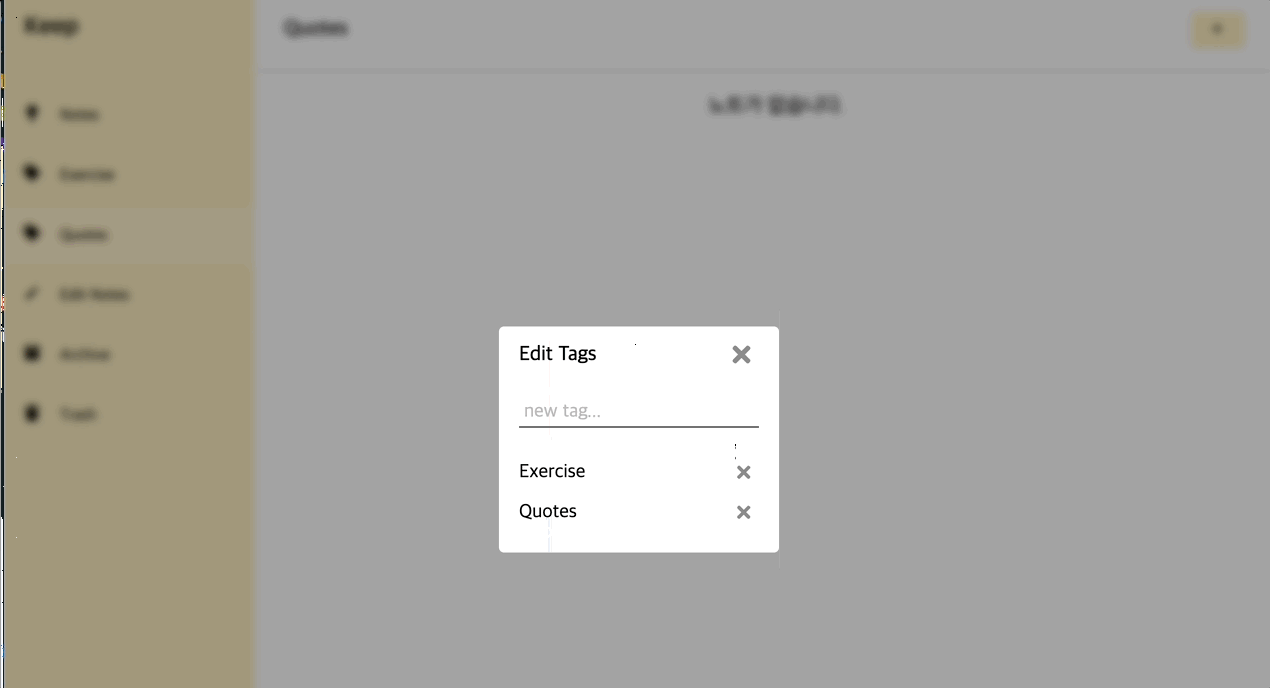 Keep
Quotes
+
노트가 없습니다.
Notes
Exercise
Quotes
Edit Notes
Archive
Trash
Edit Tags
new tag...
Exercise
Quotes